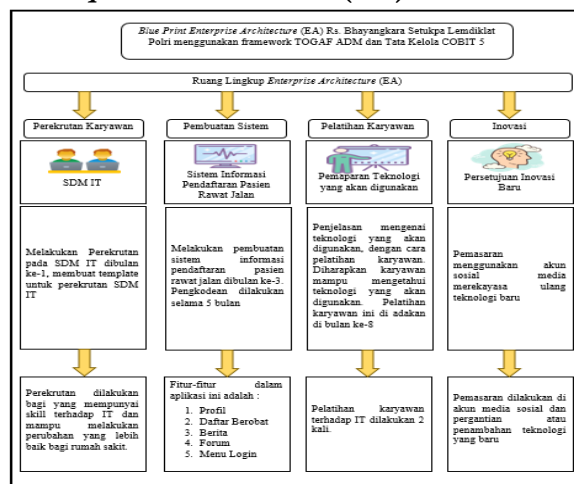 Blue Print Enterprise Architecture (EA) Rs. Bhayangkara Setukpa Lemdiklat
Polri menggunakan framework TOGAF ADM dan Tata Kelola COBIT 5
Ruang Lingkup Enterprise Architecture (EA)
Perekrutan Karyawan
SDM IT
Melakukan Perekrutan
pada SDM IT dibulan
ke-1, membuat template
untuk perekrutan SDM
IT
Perekrutan dilakukan
bagi yang mempunyai
skill terhadap IT dan
mampu melakukan
perubahan yang lebih
baik bagi rumah sakit.
Pembuatan Sistem
Sistem Informasi
Pendaftaran Pasien
Rawat Jalan
Melakukan pembuatan
sistem informasi
pendaftaran pasien
rawat jalan dibulan ke-3.
Pengkodean dilakukan
selama 5 bulan
Fitur-fitur dalam
aplikasi ini adalah :
1. Profil
2. Daftar Berobat
3. Berita
4. Forum
5. Menu Login
Pelatihan Karyawan
Pemaparan Teknologi
yang akan digunakan
Penjelasan mengenai
teknologi yang akan
digunakan, dengan cara
pelatihan karyawan.
Diharapkan karyawan
mampu mengetahui
teknologi yang akan
digunakan. Pelatihan
karyawan ini di adakan
di bulan ke-8
Pelatihan karyawan
terhadap IT dilakukan 2
kali.
Inovasi
Persetujuan Inovasi
Baru
Pemasaran
menggunakan akun
sosial media
merekayasa ulang
teknologi baru
Pemasaran dilakukan di
akun media sosial dan
pergantian atau
penambahan teknologi
yang baru